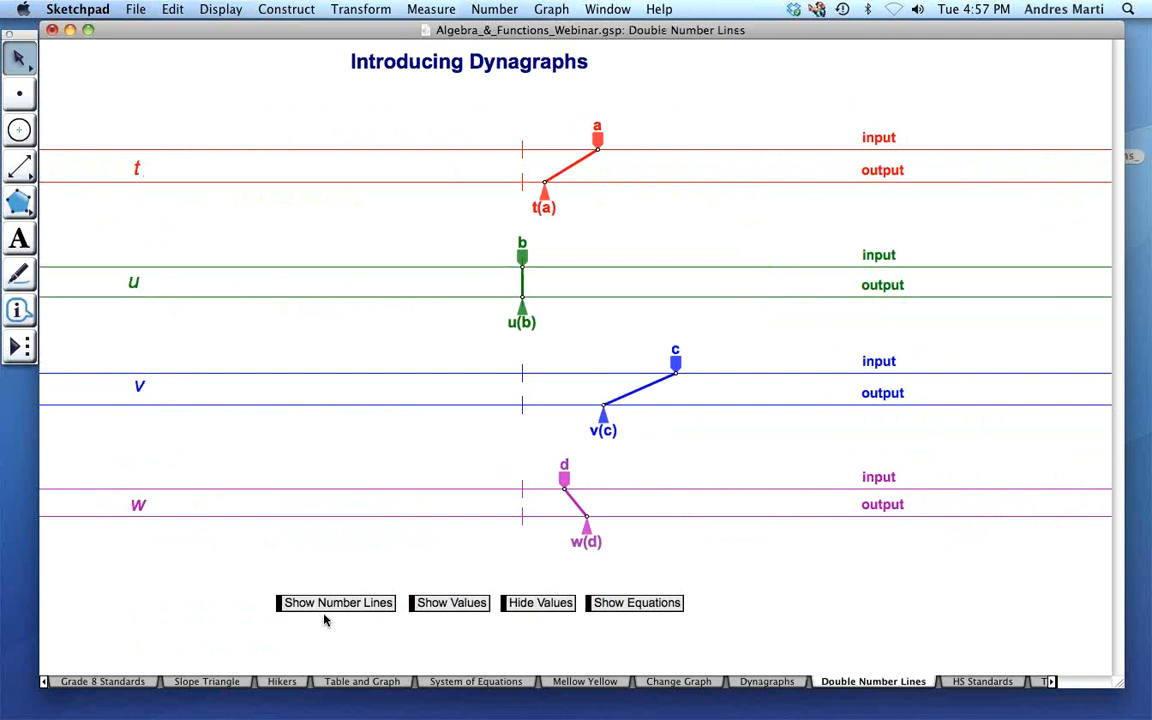 Sketchpad File Edit Display Construct Transform Measure Number Graph Window Help Tue 4:57 PM Andres Marti
Algebra_&_Functions_Webinar.gsp: Double Number Lines
Introducing Dynagraphs
a
input
t
output
t(a)
b
input
u
output
u(b)
c
input
v
output
v(c)
d
input
w
output
w(d)
Show Number Lines Show Values Hide Values Show Equations
Grade 8 Standards Slope Triangle Hikers Table and Graph System of Equations Mellow Yellow Change Graph Dynagraphs Double Number Lines HS Standards T
A
ns_